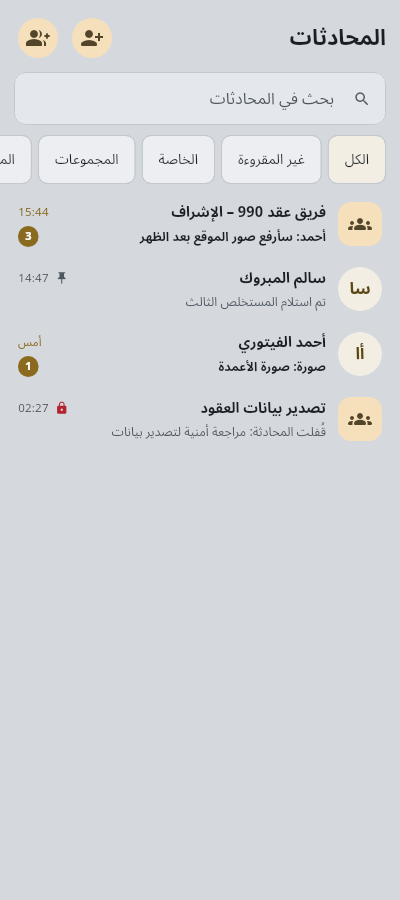 المحادثات
بحث في المحادثات
الكل
غير المقروءة
الخاصة
المجموعات
فريق عقد 990 – الإشراف
15:44
أحمد: سأرفع صور الموقع بعد الظهر
3
سا
سالم المبروك
14:47
تم استلام المستخلص الثالث
أا
أحمد الفيتوري
أمس
صورة: صورة الأعمدة
1
تصدير بيانات العقود
02:27
قُفلت المحادثة: مراجعة أمنية لتصدير بيانات